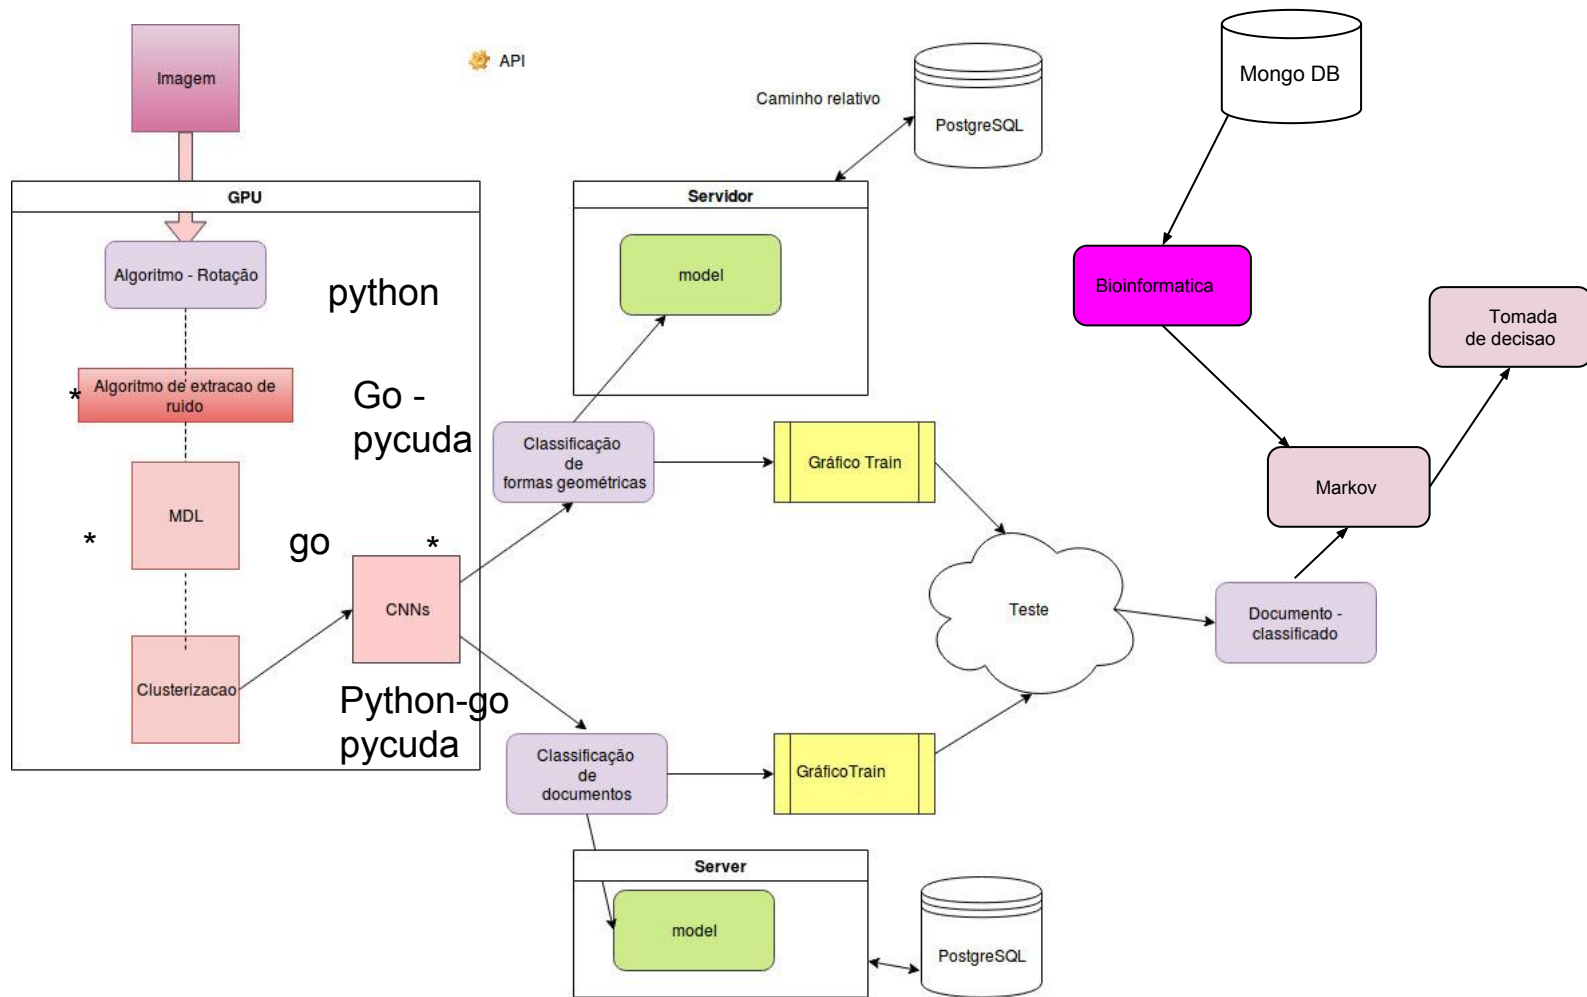 Imagem
API
Caminho relativo
PostgreSQL
Mongo DB
GPU
Algoritmo - Rotação
python
*
Algoritmo de extracao de
ruido
Go -
pycuda
MDL
*
go
*
CNNs
Clusterizacao
Python-go
pycuda
Servidor
model
Classificação
de
formas geométricas
Gráfico Train
Classificação
de
documentos
GráficoTrain
Server
model
PostgreSQL
Teste
Documento -
classificado
Bioinformatica
Markov
Tomada
de decisao